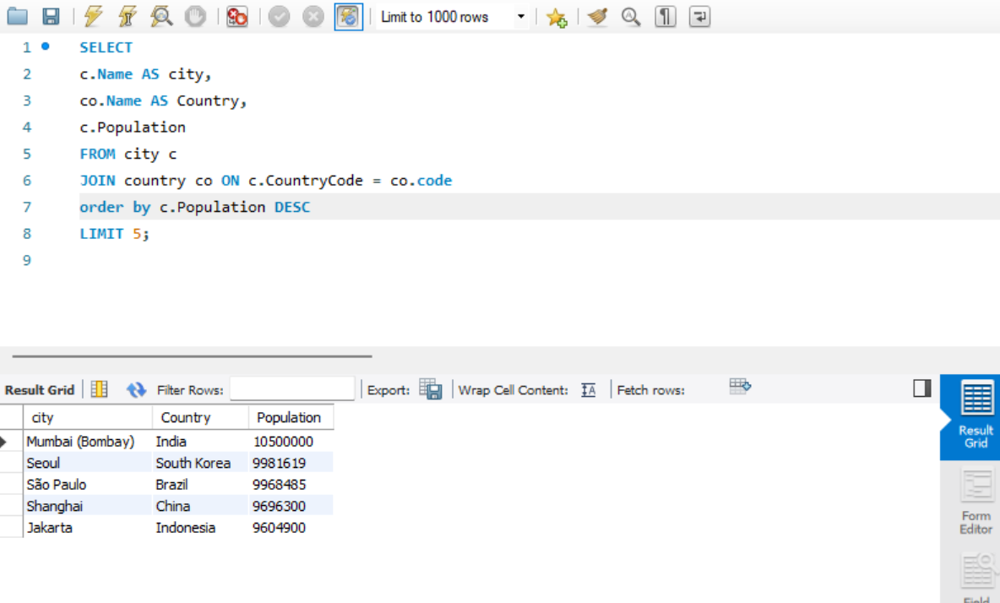 Limit to 1000 rows
1 SELECT
2 c.Name AS city,
3 co.Name AS Country,
4 c.Population
5 FROM city c
6 JOIN country co ON c.CountryCode = co.code
7 order by c.Population DESC
8 LIMIT 5;
9
Result Grid Filter Rows: Export: Wrap Cell Content: IA Fetch rows:
city Country Population
Mumbai (Bombay) India 10500000
Seoul South Korea 9981619
São Paulo Brazil 9968485
Shanghai China 9696300
Jakarta Indonesia 9604900
Result
Grid
Form
Editor
Field